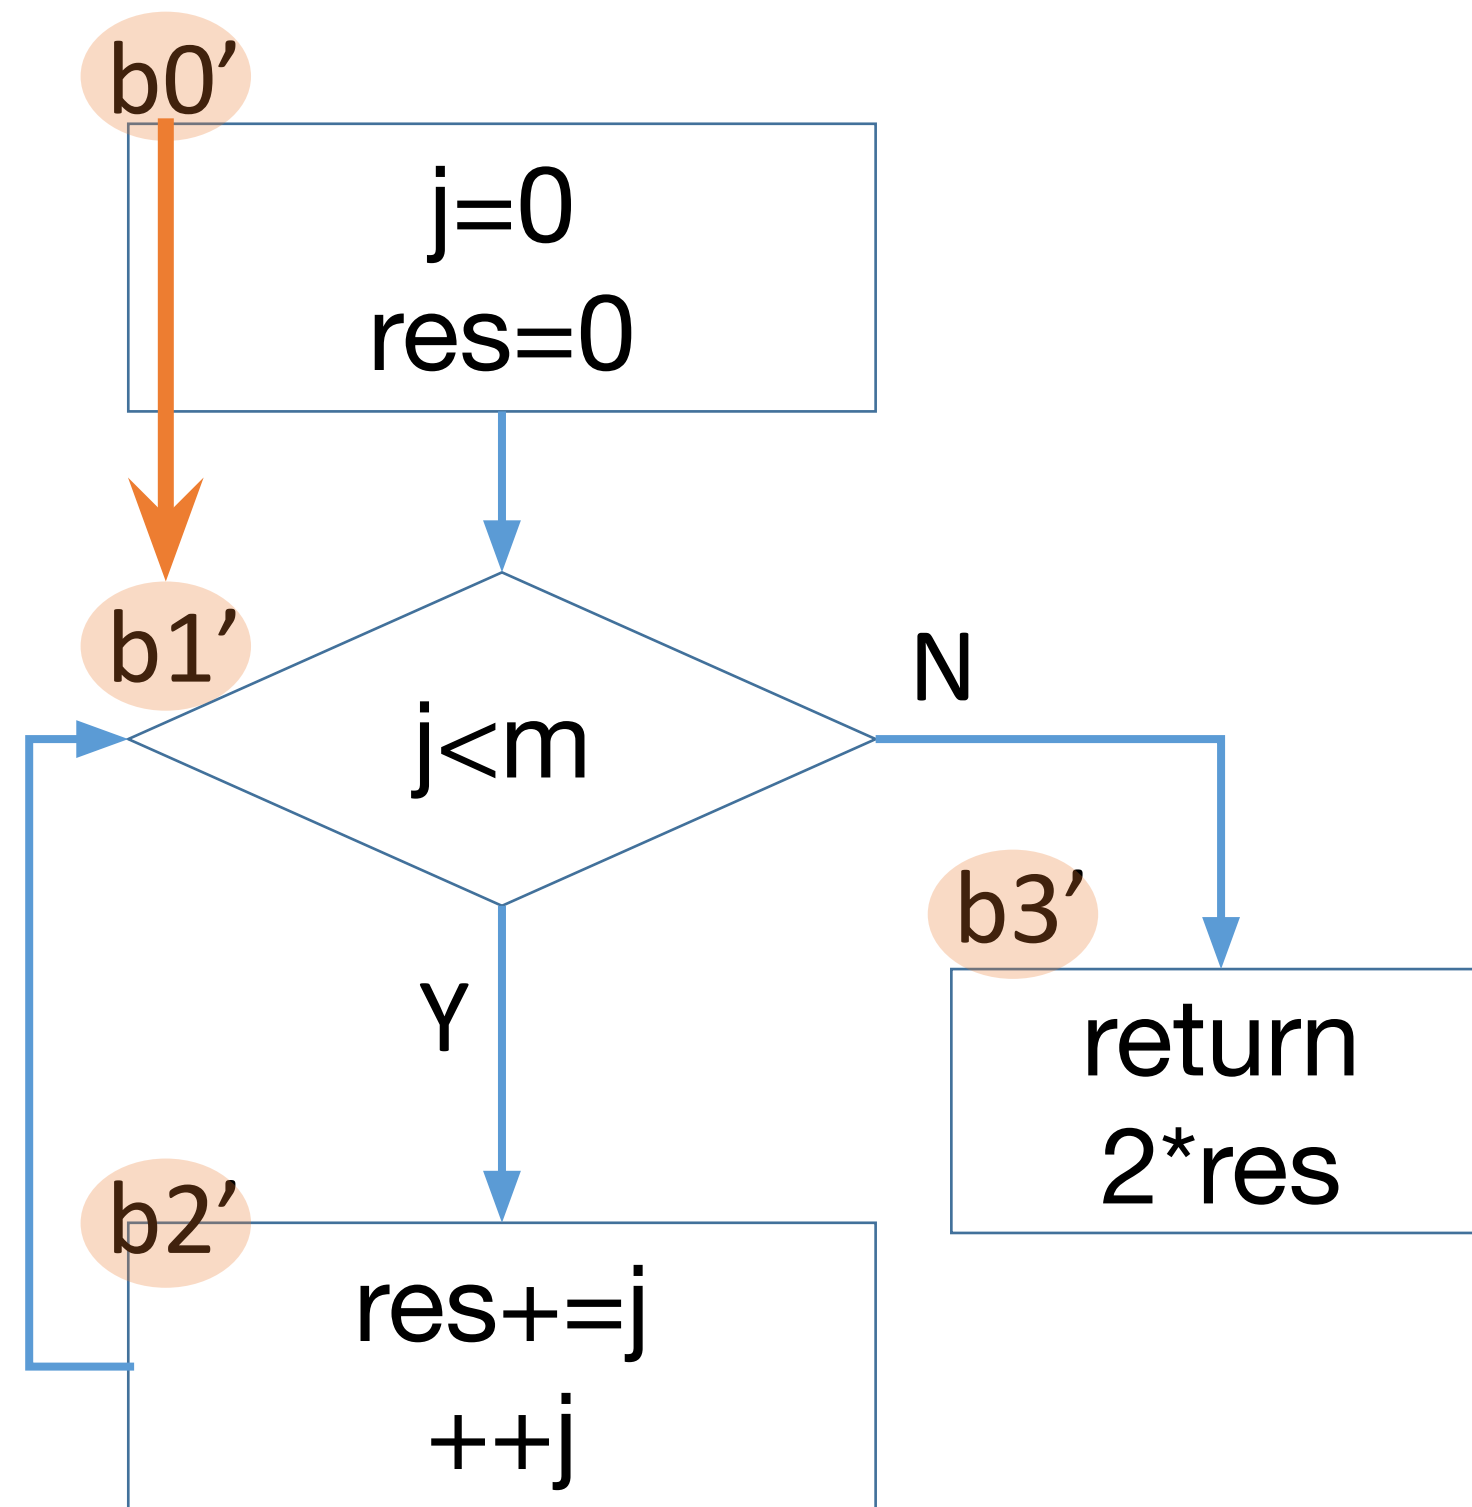 b0’
j=0
res=0
b1’
j<m
N
Y
b3’
return
2*res
b2’
res+=j
++j